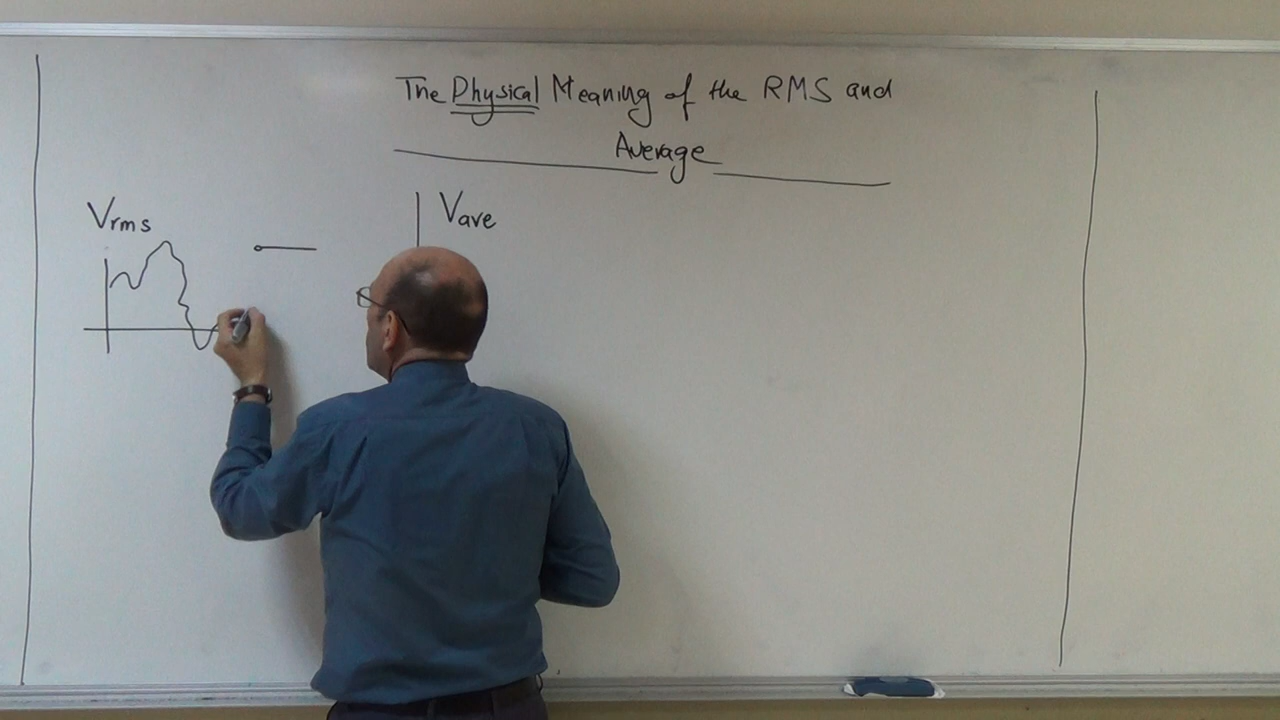 The Physical Meaning of the RMS and
Average
Vrms
Vave